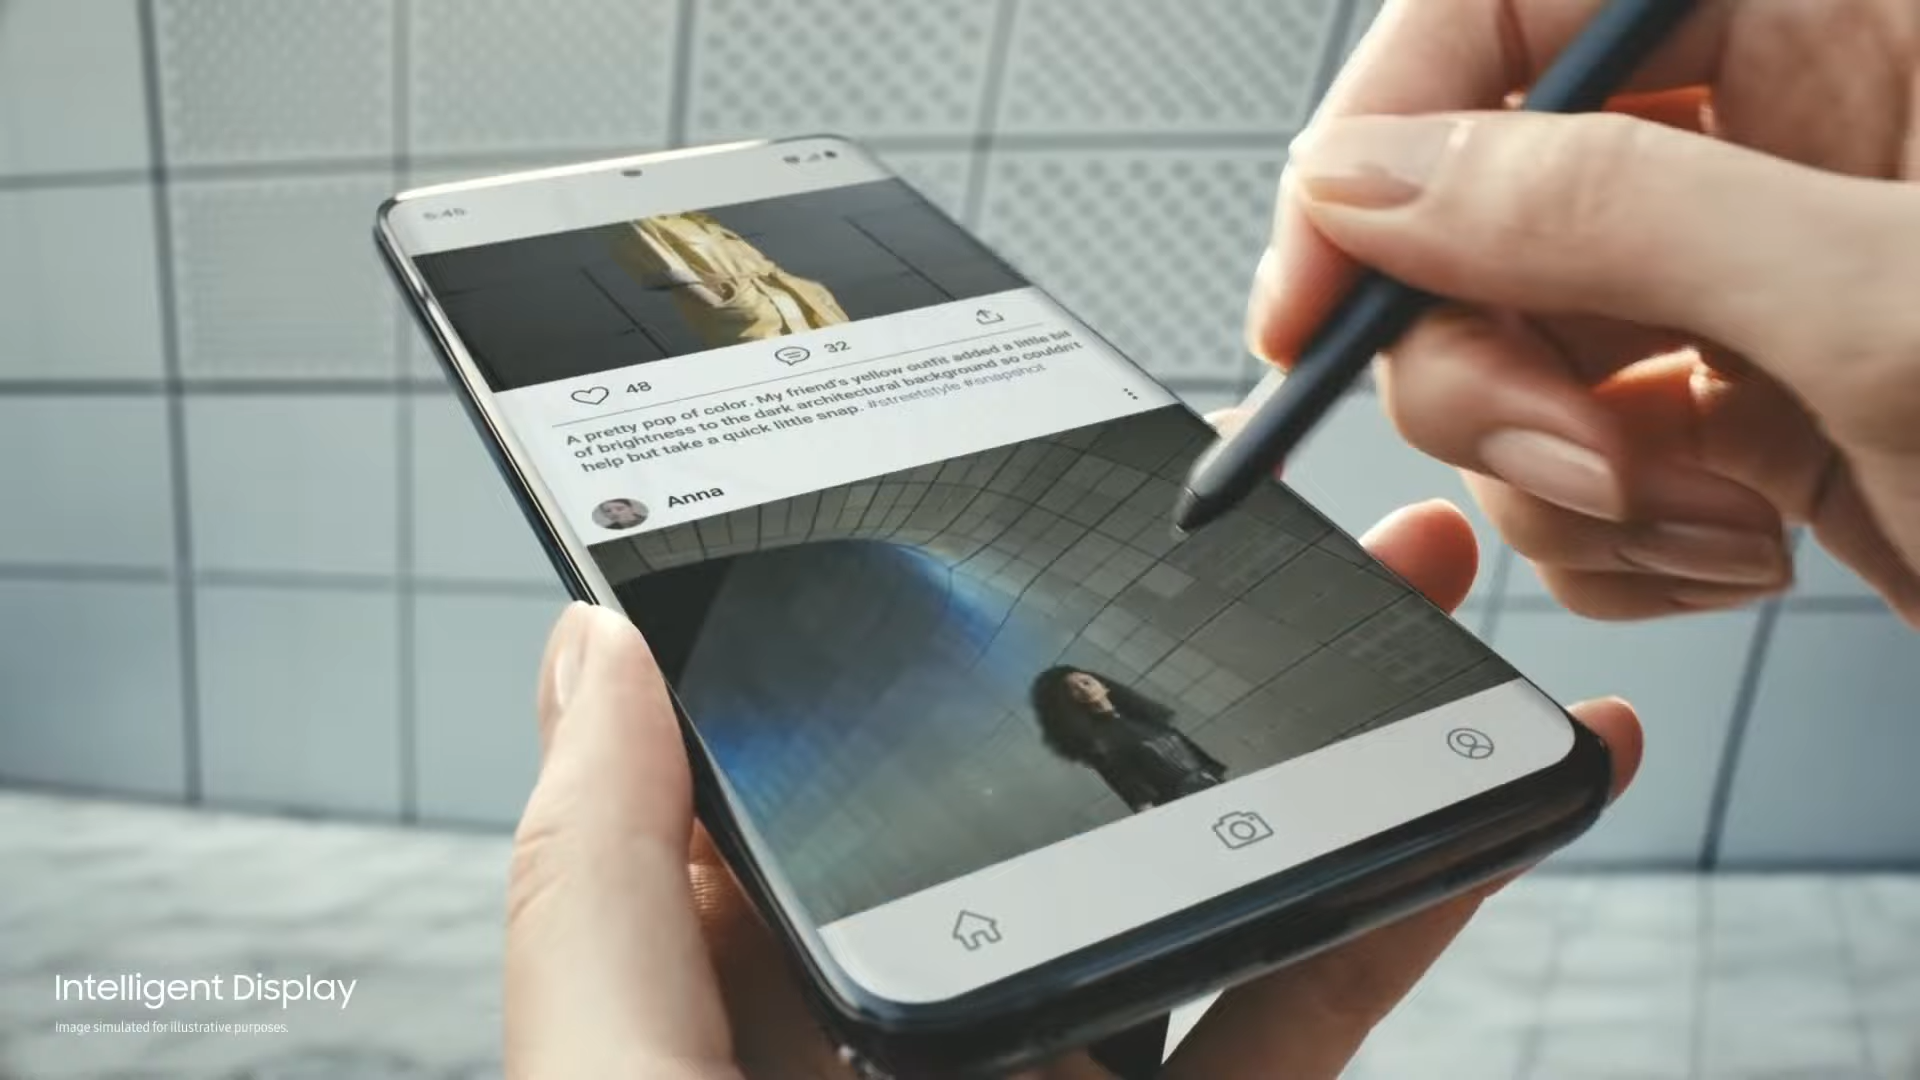 5:45
48
32
A pretty pop of color. My friend's yellow outfit added a little bit
of brightness to the dark architectural background so couldn't
help but take a quick little snap. #streetstyle #snapshot
Anna
Intelligent Display
Image simulated for illustrative purposes.